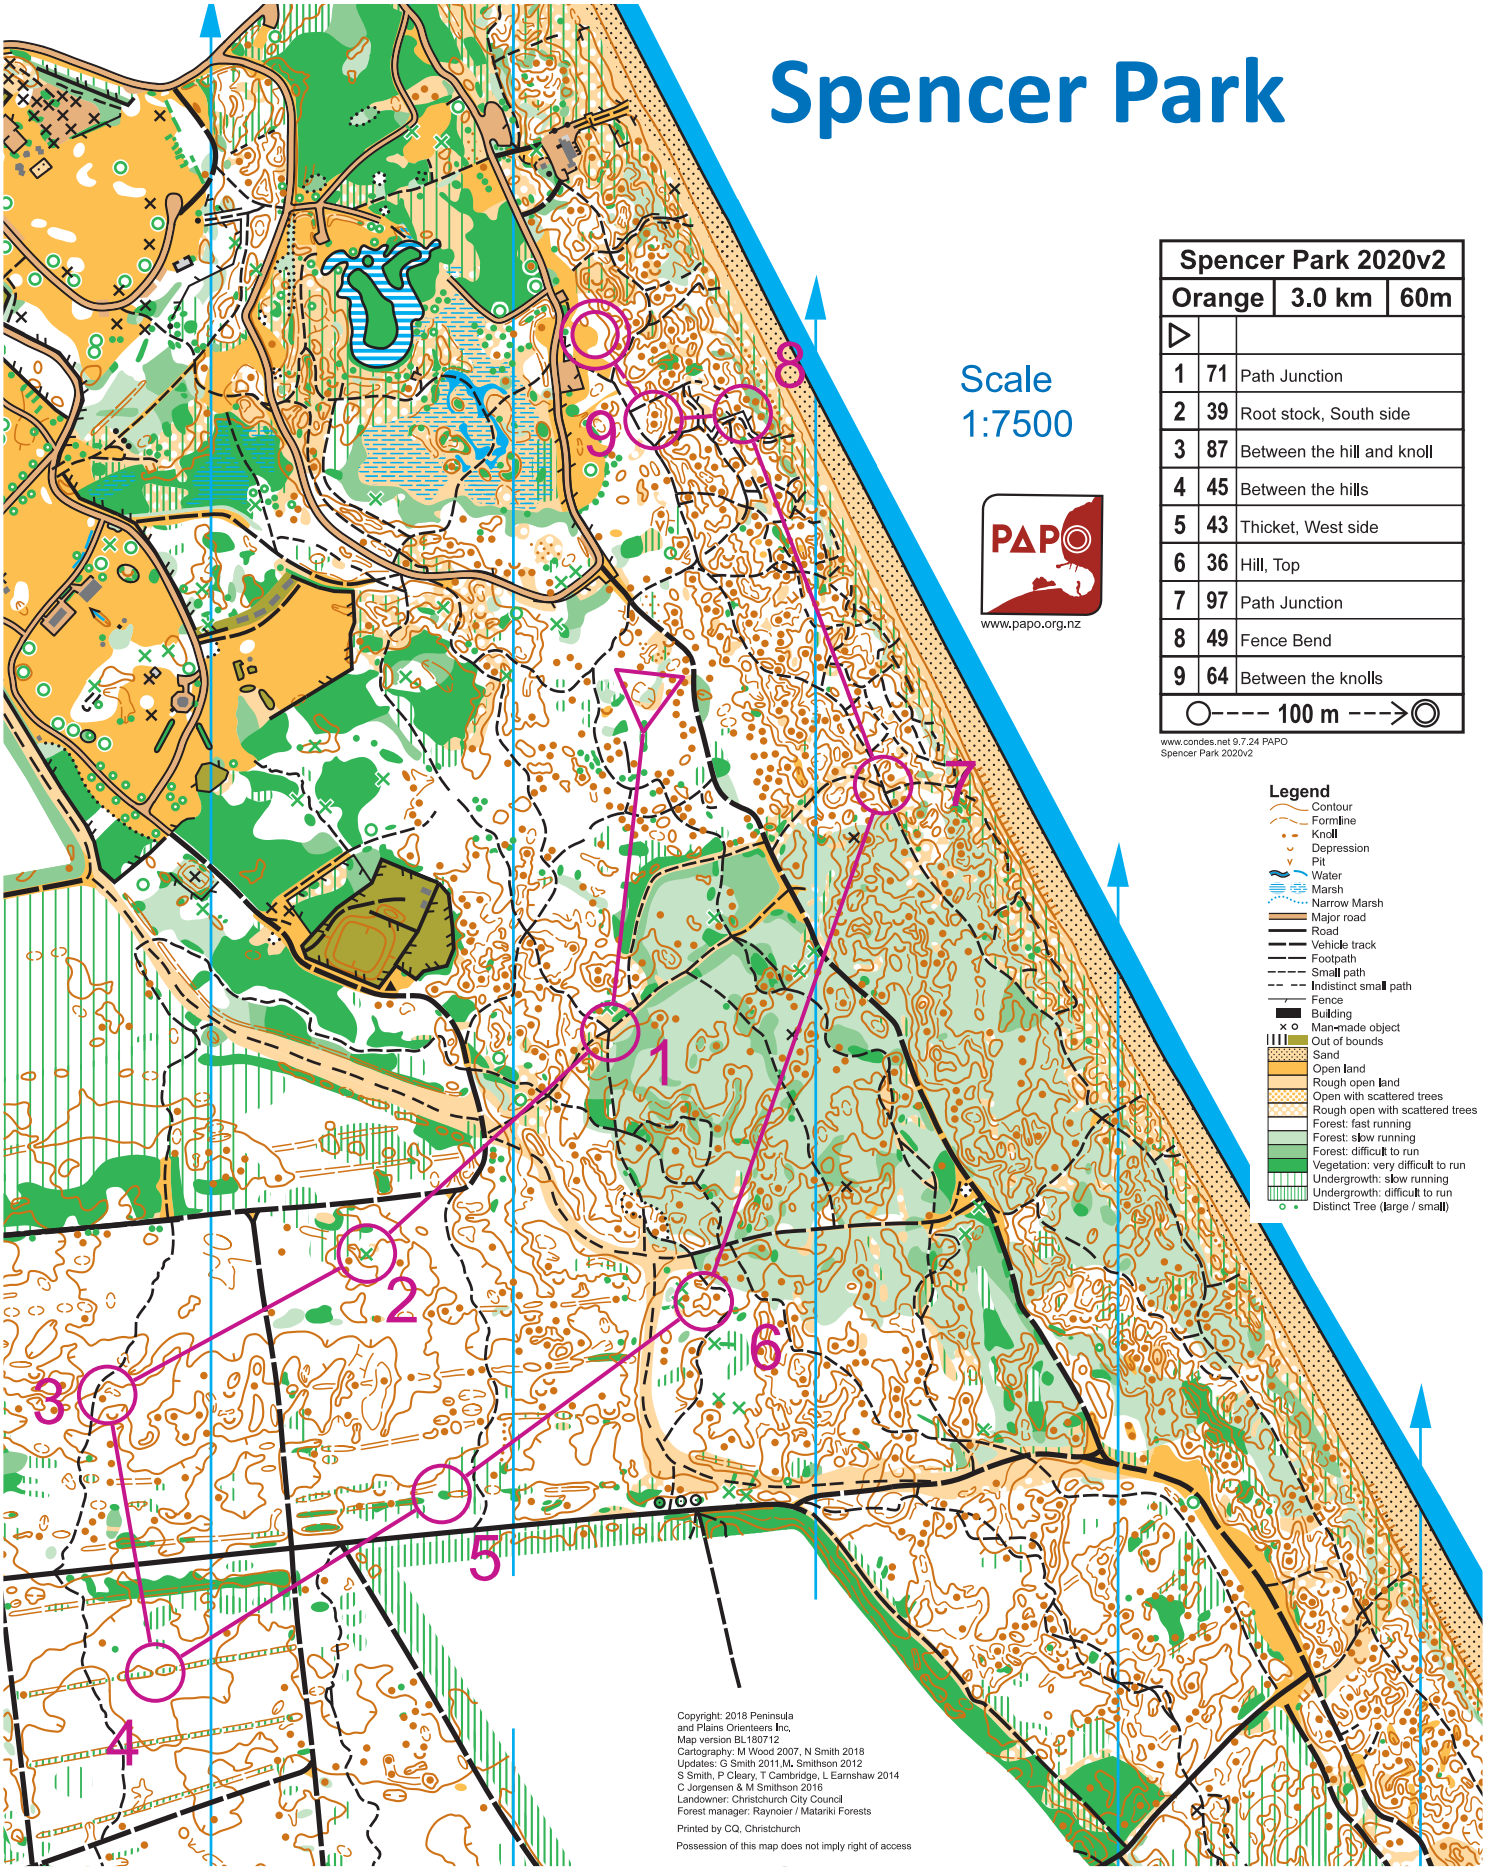 Spencer Park
Scale
1:7500
PAPO
www.papo.org.nz
Spencer Park 2020v2
Orange 3.0 km 60m
1 71 Path Junction
2 39 Root stock, South side
3 87 Between the hill and knoll
4 45 Between the hills
5 43 Thicket, West side
6 36 Hill, Top
7 97 Path Junction
8 49 Fence Bend
9 64 Between the knolls
100 m
www.condes.net 9.7.24 PAPO
Spencer Park 2020v2
Legend
Contour
Formline
Knoll
Depression
Pit
Water
Marsh
Narrow Marsh
Major road
Road
Vehicle track
Footpath
Small path
Indistinct small path
Fence
Building
Man-made object
Out of bounds
Sand
Open land
Rough open land
Open with scattered trees
Rough open with scattered trees
Forest: fast running
Forest: slow running
Forest: difficult to run
Vegetation: very difficult to run
Undergrowth: slow running
Undergrowth: difficult to run
Distinct Tree (large / small)
8
9
7
1
2
3
6
5
4
Copyright: 2018 Peninsula
and Plains Orienteers Inc,
Map version BL180712
Cartography: M Wood 2007, N Smith 2018
Updates: G Smith 2011,M. Smithson 2012
S Smith, P Cleary, T Cambridge, L Earnshaw 2014
C Jorgensen & M Smithson 2016
Landowner: Christchurch City Council
Forest manager: Raynoier / Matariki Forests
Printed by CQ, Christchurch
Possession of this map does not imply right of access